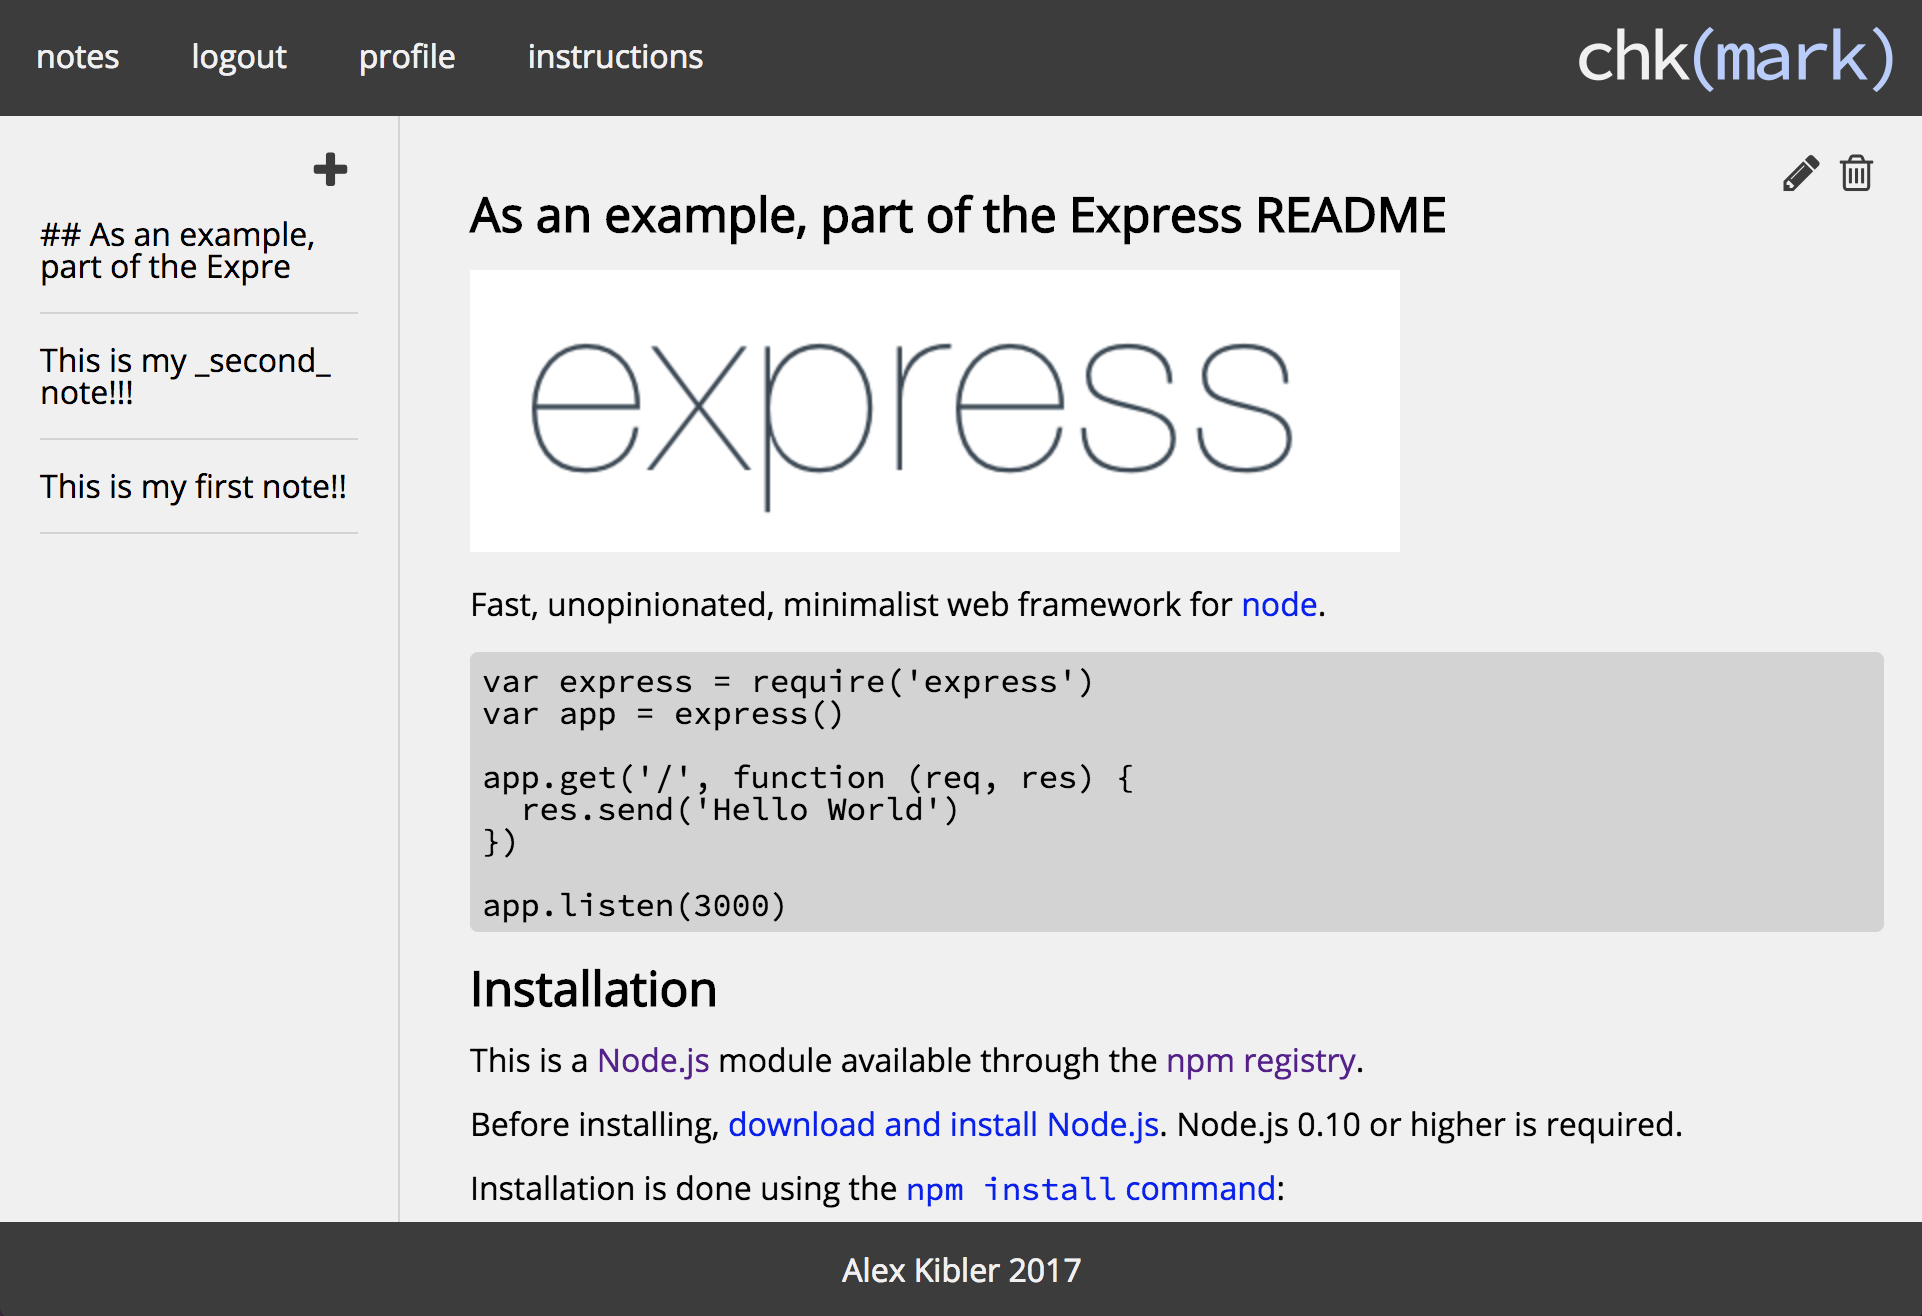 notes logout profile instructions chk(mark)
## As an example,
part of the Expre
This is my _second_
note!!!
This is my first note!!
As an example, part of the Express README
express
Fast, unopinionated, minimalist web framework for node.
var express = require('express')
var app = express()
app.get('/', function (req, res) {
  res.send('Hello World')
})
app.listen(3000)
Installation
This is a Node.js module available through the npm registry.
Before installing, download and install Node.js. Node.js 0.10 or higher is required.
Installation is done using the npm install command:
Alex Kibler 2017